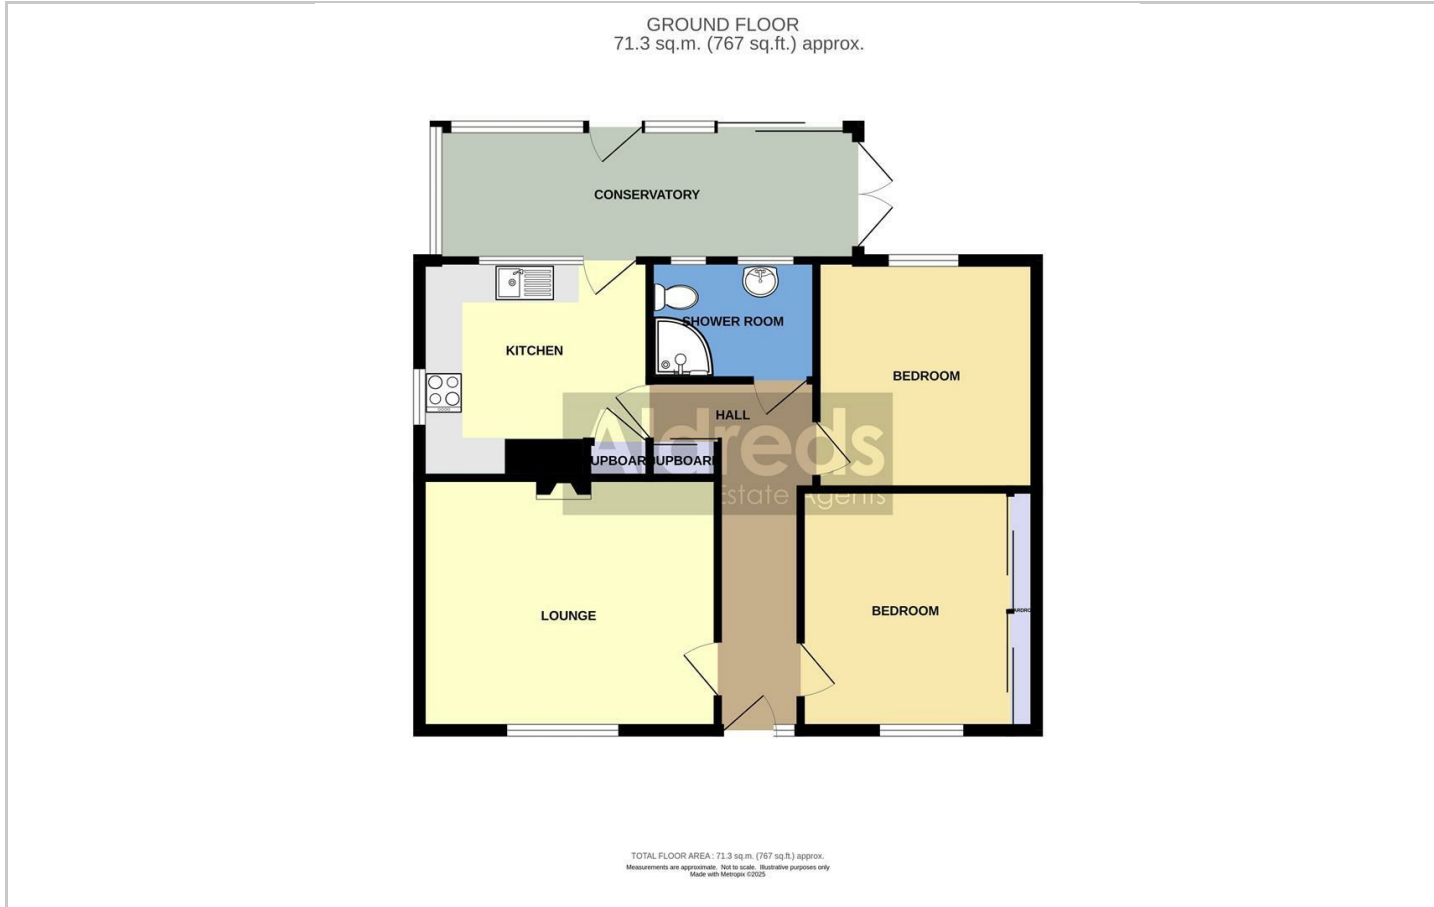 GROUND FLOOR
71.3 sq.m. (767 sq.ft.) approx.
CONSERVATORY
SHOWER ROOM
KITCHEN
BEDROOM
HALL
Aldreds
UPBOAR
UPBOARD
Estate Agents
LOUNGE
BEDROOM
ARDRO
TOTAL FLOOR AREA : 71.3 sq.m. (767 sq.ft.) approx.
Measurements are approximate. Not to scale. Illustrative purposes only
Made with Metropix ©2025